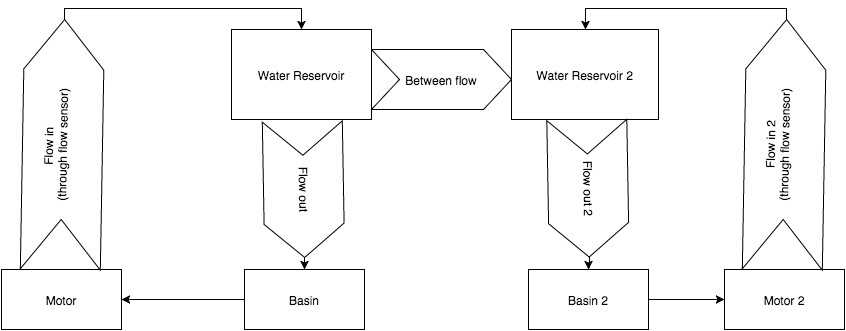 Flow in
(through flow sensor)
Water Reservoir
Between flow
Water Reservoir 2
Flow in 2
(through flow sensor)
Flow out
Flow out 2
Motor
Basin
Basin 2
Motor 2